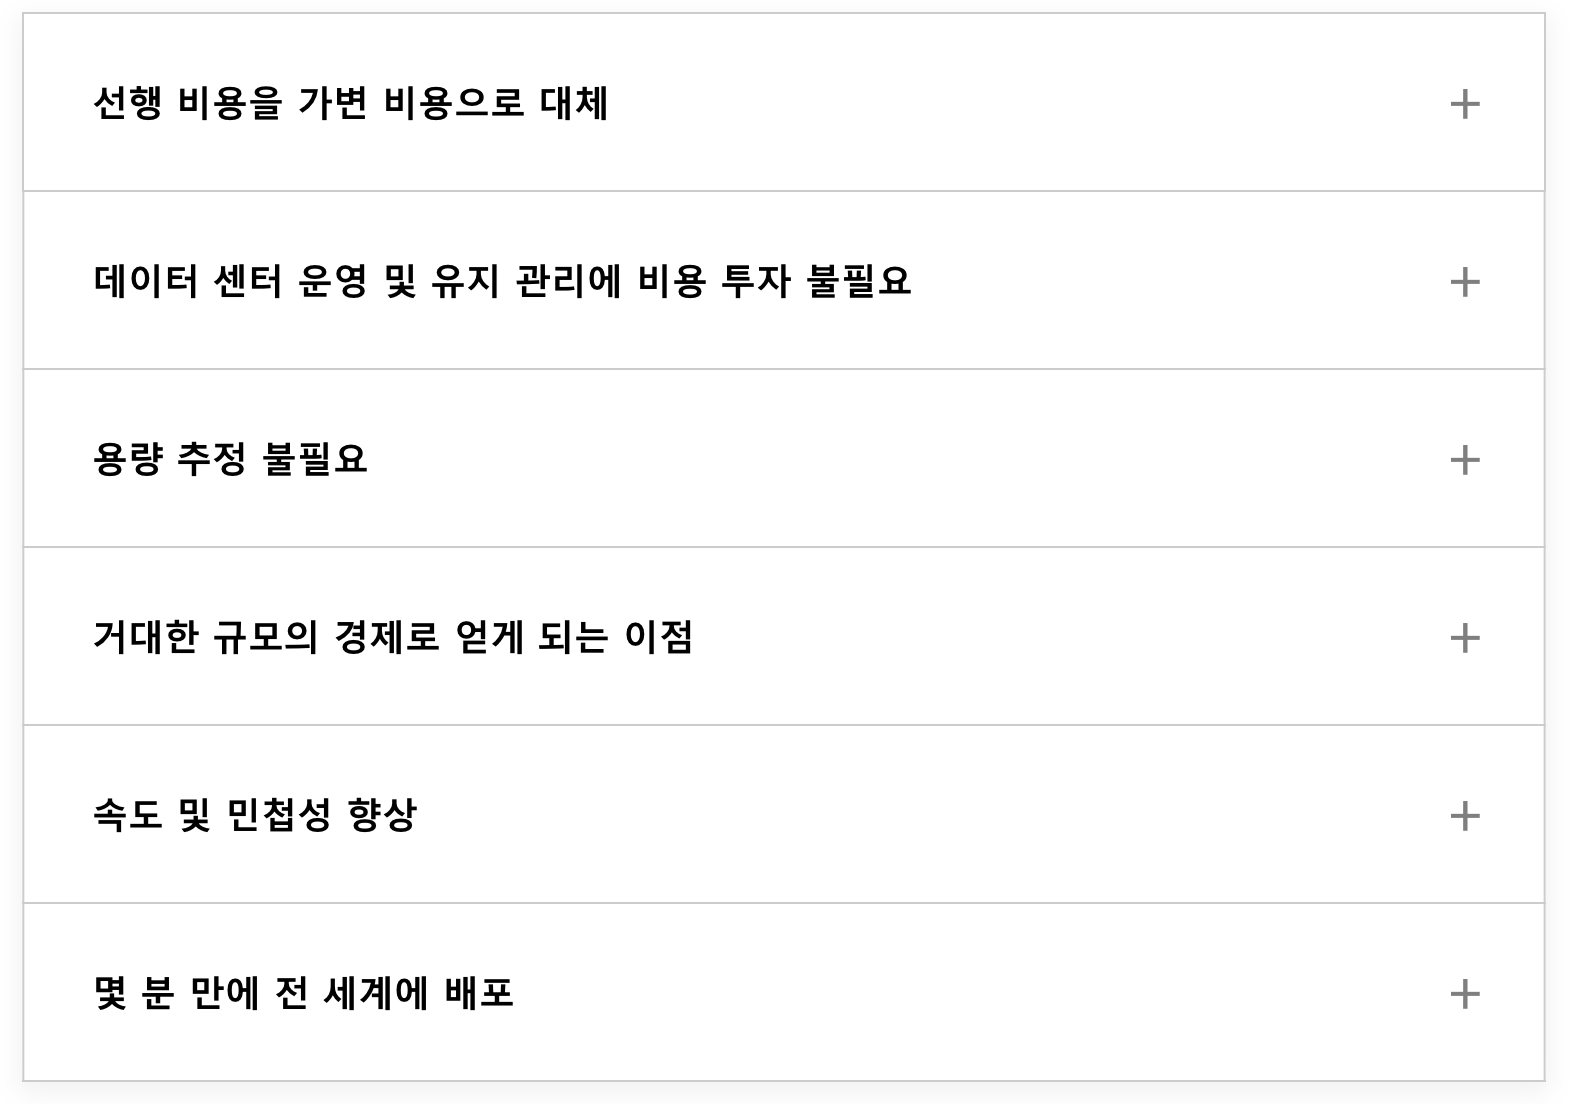 선행 비용을 가변 비용으로 대체
데이터 센터 운영 및 유지 관리에 비용 투자 불필요
용량 추정 불필요
거대한 규모의 경제로 얻게 되는 이점
속도 및 민첩성 향상
몇 분 만에 전 세계에 배포